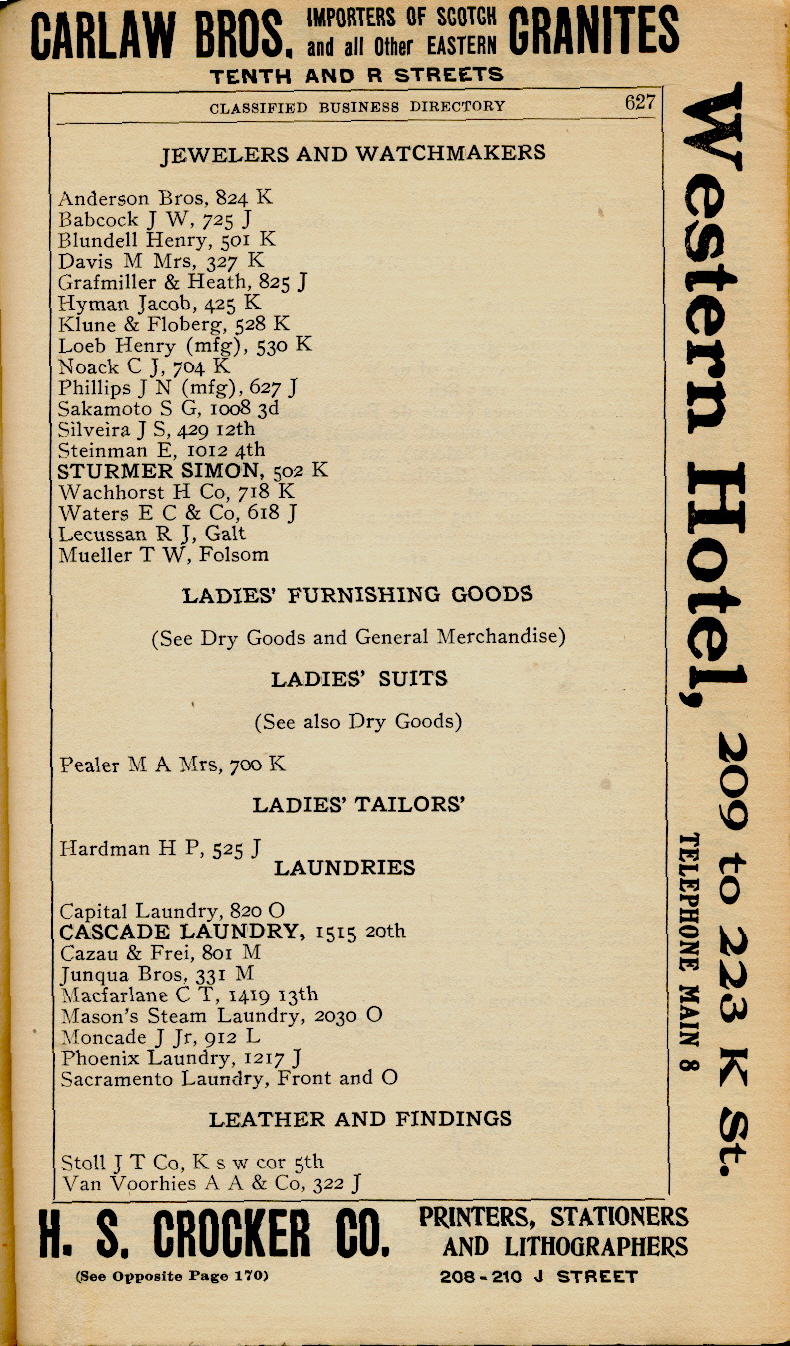 CARLAW BROS. IMPORTERS OF SCOTCH and all Other EASTERN GRANITES
TENTH AND R STREETS
CLASSIFIED BUSINESS DIRECTORY 627
JEWELERS AND WATCHMAKERS
Anderson Bros, 824 K
Babcock J W, 725 J
Blundell Henry, 501 K
Davis M Mrs, 327 K
Grafmiller & Heath, 825 J
Hyman Jacob, 425 K
Klune & Floberg, 528 K
Loeb Henry (mfg), 530 K
Noack C J, 704 K
Phillips J N (mfg), 627 J
Sakamoto S G, 1008 3d
Silveira J S, 429 12th
Steinman E, 1012 4th
STURMER SIMON, 502 K
Wachhorst H Co, 718 K
Waters E C & Co, 618 J
Lecussan R J, Galt
Mueller T W, Folsom
LADIES' FURNISHING GOODS
(See Dry Goods and General Merchandise)
LADIES' SUITS
(See also Dry Goods)
Pealer M A Mrs, 700 K
LADIES' TAILORS'
Hardman H P, 525 J
LAUNDRIES
Capital Laundry, 820 O
CASCADE LAUNDRY, 1515 20th
Cazau & Frei, 801 M
Junqua Bros, 331 M
Macfarlane C T, 1419 13th
Mason's Steam Laundry, 2030 O
Moncade J Jr, 912 L
Phoenix Laundry, 1217 J
Sacramento Laundry, Front and O
LEATHER AND FINDINGS
Stoll J T Co, K s w cor 5th
Van Voorhies A A & Co, 322 J
Western Hotel, 209 to 223 K St.
TELEPHONE MAIN 8
H. S. CROCKER CO. PRINTERS, STATIONERS
AND LITHOGRAPHERS
(See Opposite Page 170) 208-210 J STREET